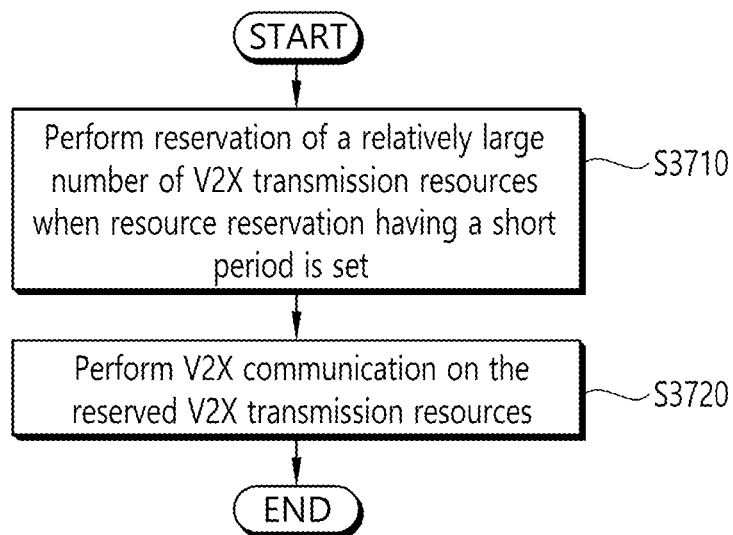 START
Perform reservation of a relatively large
number of V2X transmission resources
when resource reservation having a short
period is set
S3710
Perform V2X communication on the
reserved V2X transmission resources
S3720
END